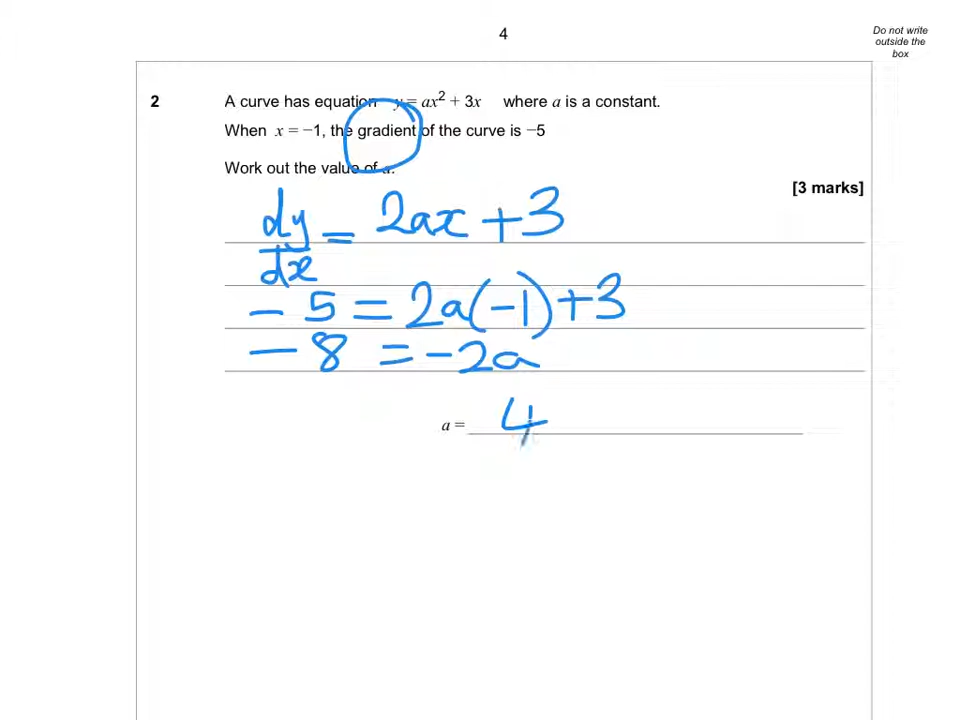 4
Do not write
outside the
box
2 A curve has equation y = ax² + 3x where a is a constant.
When x = −1, the gradient of the curve is −5
Work out the value of a.
[3 marks]
dy/dx = 2ax + 3
− 5 = 2a(−1) + 3
− 8 = −2a
a = 4